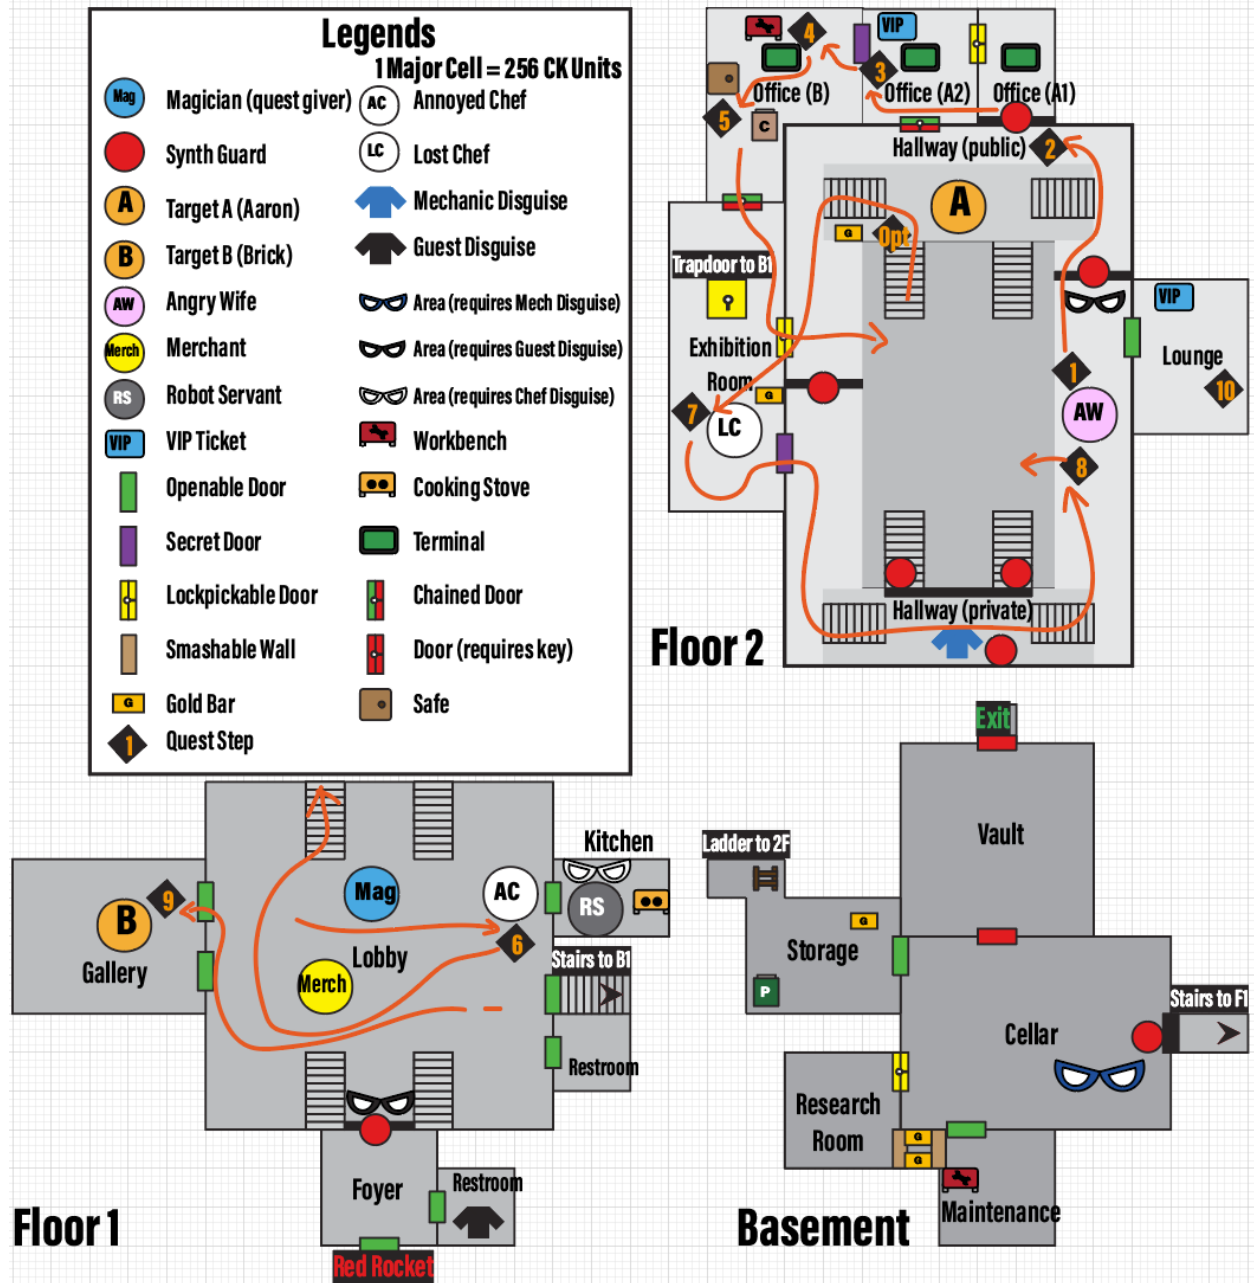 Legends
1 Major Cell = 256 CK Units
Mag
Magician (quest giver)
AC
Annoyed Chef
Synth Guard
LC
Lost Chef
A
Target A (Aaron)
Mechanic Disguise
B
Target B (Brick)
Guest Disguise
AW
Angry Wife
Area (requires Mech Disguise)
Merch
Merchant
Area (requires Guest Disguise)
RS
Robot Servant
Area (requires Chef Disguise)
VIP
VIP Ticket
Workbench
Openable Door
Cooking Stove
Secret Door
Terminal
Lockpickable Door
Chained Door
Smashable Wall
Door (requires key)
G
Gold Bar
Safe
1
Quest Step
4
VIP
3
Office (B)
Office (A2)
Office (A1)
5
C
Hallway (public)
2
A
G
Opt
Trapdoor to B1
VIP
Exhibition
Room
Lounge
1
10
G
7
LC
AW
8
Hallway (private)
Floor 2
Mag
AC
Kitchen
RS
9
B
6
Gallery
Lobby
Merch
Stairs to B1
Restroom
Foyer
Restroom
Floor 1
Red Rocket
Exit
Vault
Ladder to 2F
G
Storage
P
Stairs to F1
Cellar
Research
Room
G
G
Maintenance
Basement